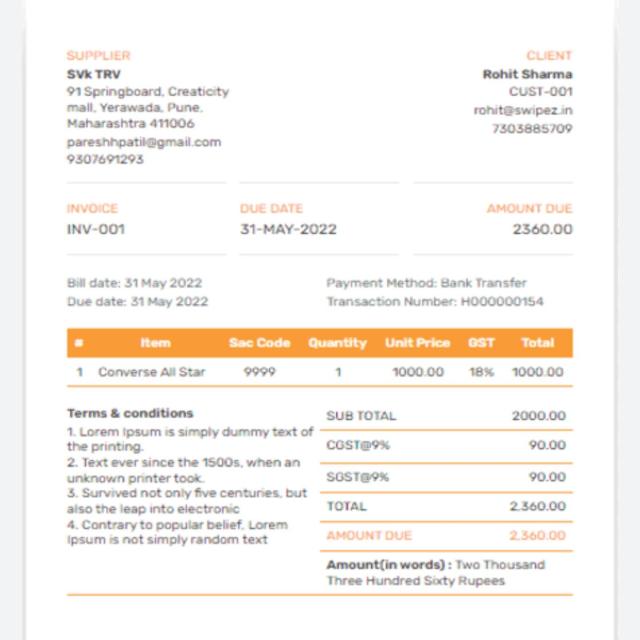 SUPPLIER
SVk TRV
91 Springboard, Creaticity
mall, Yerawada, Pune,
Maharashtra 411006
pareshhpatil@gmail.com
9307691293
CLIENT
Rohit Sharma
CUST-001
rohit@swipez.in
7303885709
INVOICE
INV-001
DUE DATE
31-MAY-2022
AMOUNT DUE
2360.00
Bill date: 31 May 2022
Due date: 31 May 2022
Payment Method: Bank Transfer
Transaction Number: H000000154
# Item Sac Code Quantity Unit Price GST Total
1 Converse All Star 9999 1 1000.00 18% 1000.00
Terms & conditions
1. Lorem Ipsum is simply dummy text of
the printing.
2. Text ever since the 1500s, when an
unknown printer took.
3. Survived not only five centuries, but
also the leap into electronic
4. Contrary to popular belief, Lorem
Ipsum is not simply random text
SUB TOTAL 2000.00
CGST@9% 90.00
SGST@9% 90.00
TOTAL 2,360.00
AMOUNT DUE 2,360.00
Amount(in words) : Two Thousand
Three Hundred Sixty Rupees